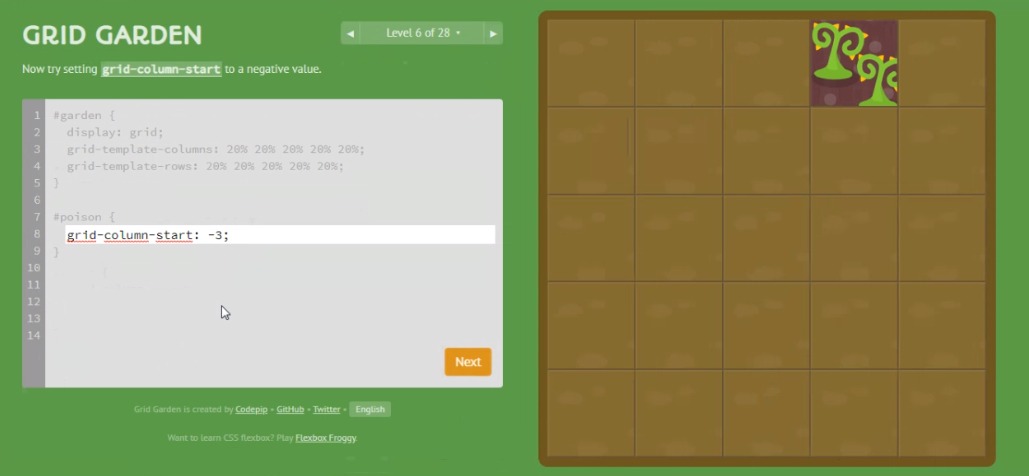 GRID GARDEN
◀ Level 6 of 28 ▾ ▶
Now try setting grid-column-start to a negative value.
1 #garden {
2 display: grid;
3 grid-template-columns: 20% 20% 20% 20% 20%;
4 grid-template-rows: 20% 20% 20% 20% 20%;
5 }
6
7 #poison {
8 grid-column-start: -3;
9 }
10
11
12
13
14
Next
Grid Garden is created by Codepip • GitHub • Twitter • English
Want to learn CSS flexbox? Play Flexbox Froggy.